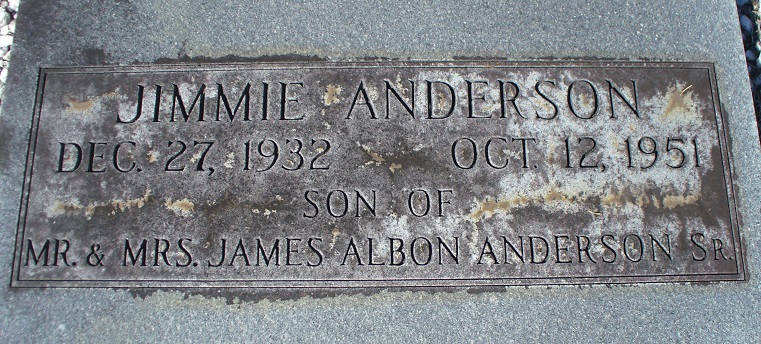 JIMMIE ANDERSON
DEC. 27, 1932 OCT. 12, 1951
SON OF
MR. & MRS. JAMES ALBON ANDERSON SR.